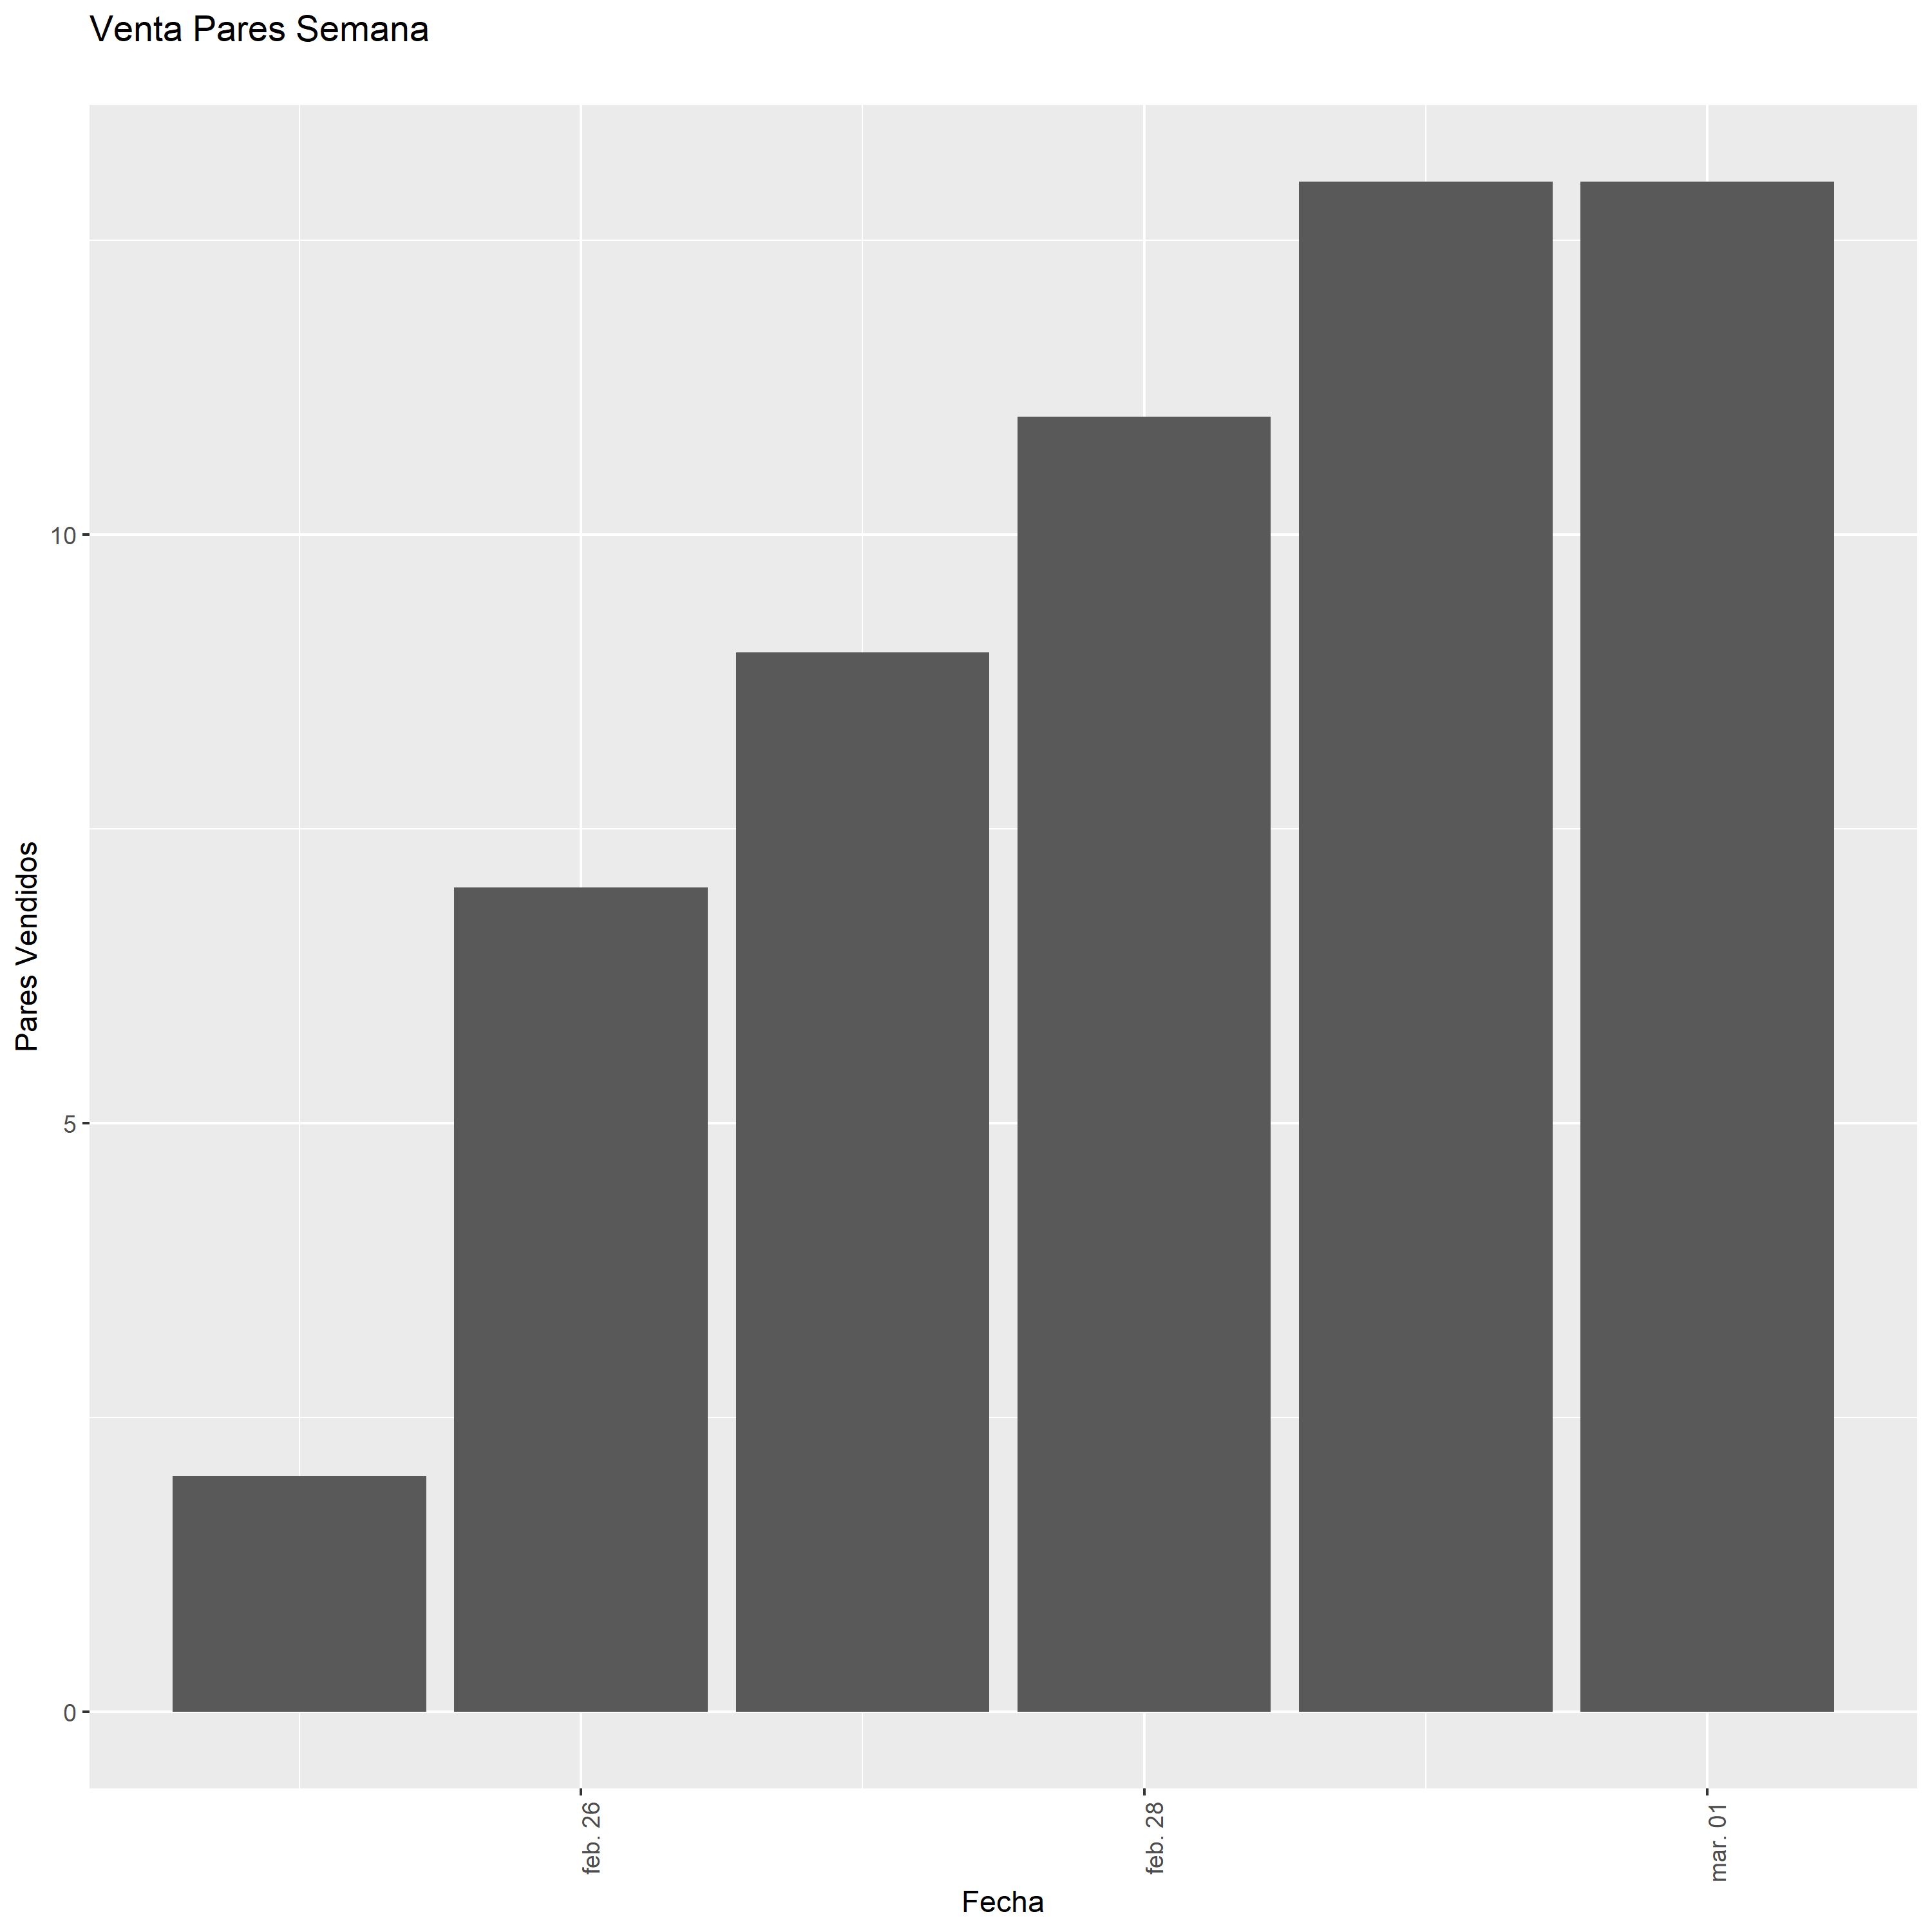 Venta Pares Semana
Pares Vendidos
10
5
0
feb. 26
feb. 28
mar. 01
Fecha